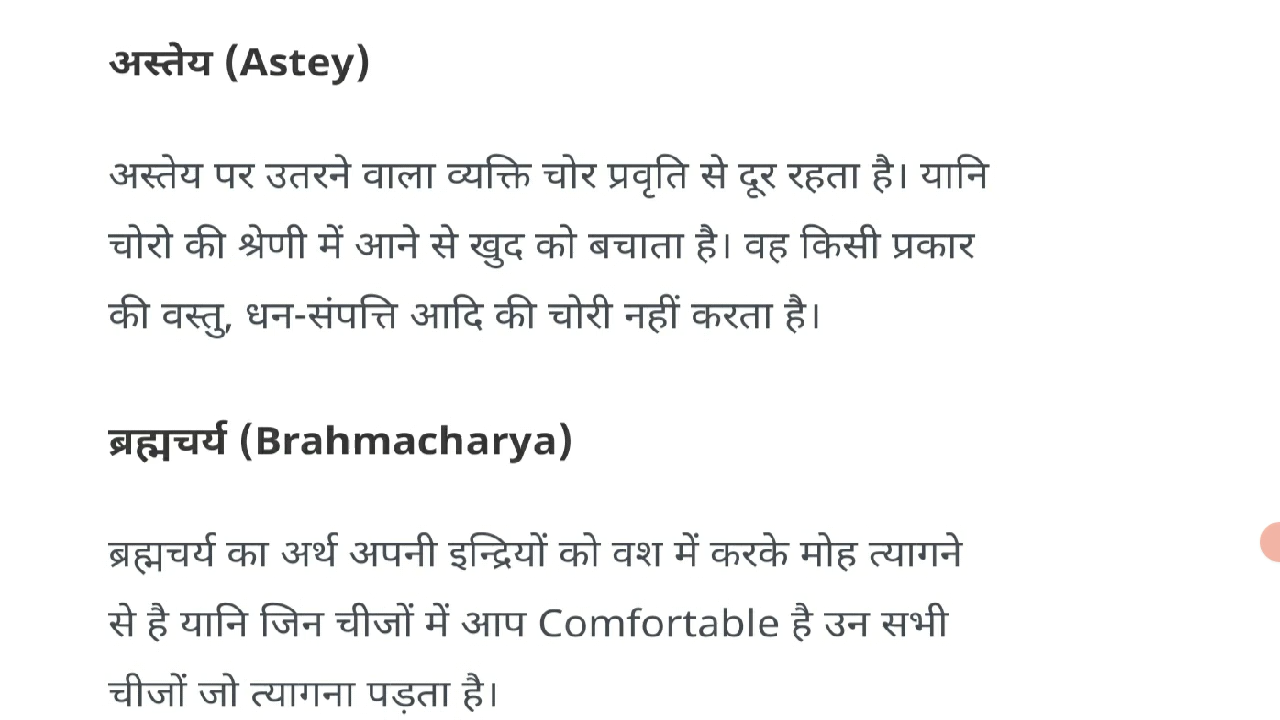 अस्तेय (Astey)
अस्तेय पर उतरने वाला व्यक्ति चोर प्रवृति से दूर रहता है। यानि
चोरो की श्रेणी में आने से खुद को बचाता है। वह किसी प्रकार
की वस्तु, धन-संपत्ति आदि की चोरी नहीं करता है।
ब्रह्मचर्य (Brahmacharya)
ब्रह्मचर्य का अर्थ अपनी इन्द्रियों को वश में करके मोह त्यागने
से है यानि जिन चीजों में आप Comfortable है उन सभी
चीजों जो त्यागना पड़ता है।